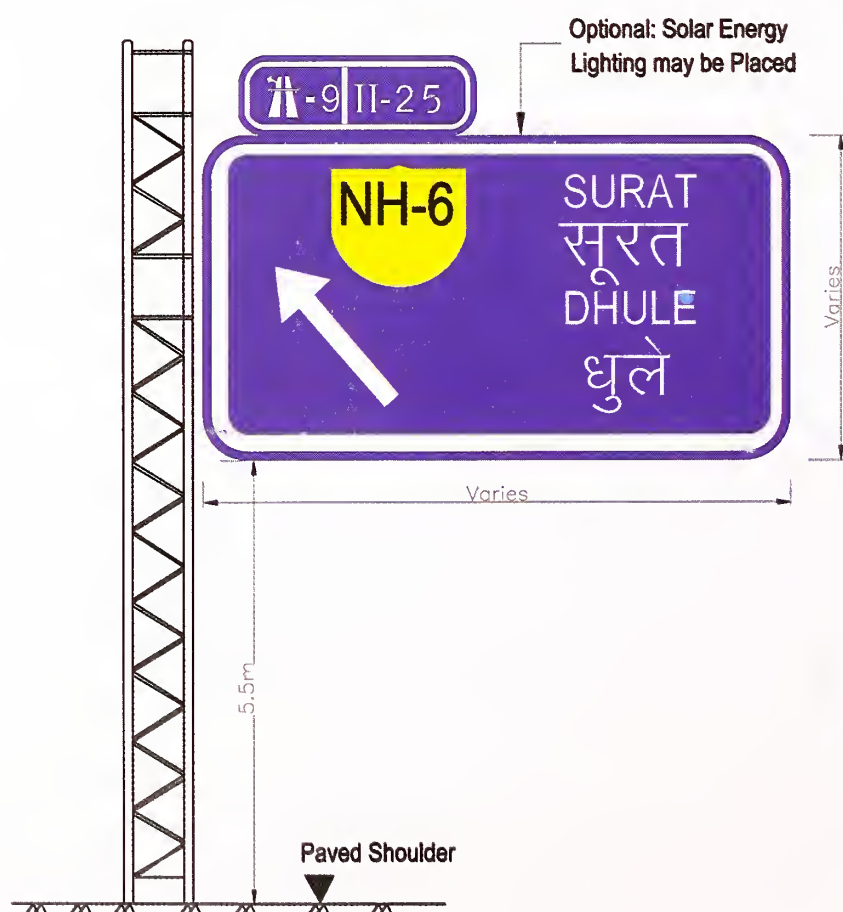 Optional: Solar Energy
Lighting may be Placed
-9 II-25
NH-6
SURAT
सूरत
DHULE
धुले
Varies
Varies
5.5m
Paved Shoulder